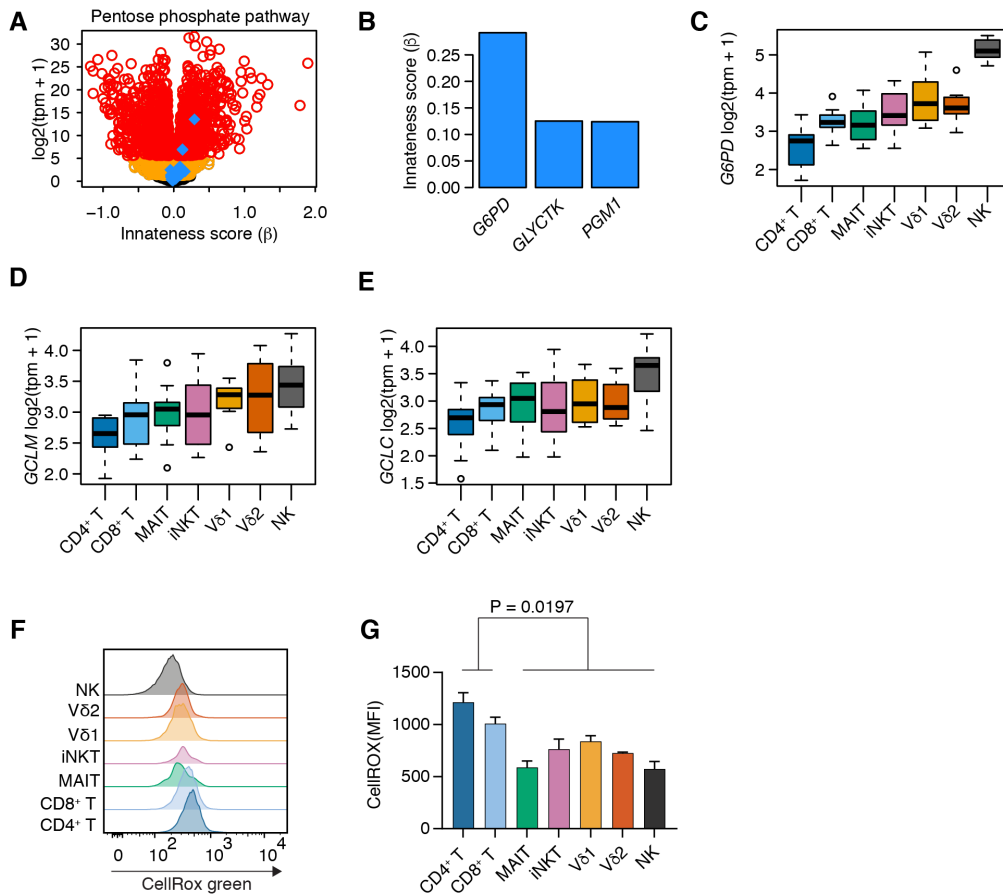 A
Pentose phosphate pathway
log2(tpm + 1)
30
25
20
15
10
5
0
−1.0
0.0
1.0
2.0
Innateness score (β)
B
Innateness score (β)
0.25
0.20
0.15
0.10
0.05
0.00
G6PD
GLYCTK
PGM1
C
G6PD log2(tpm + 1)
5
4
3
2
CD4⁺ T
CD8⁺ T
MAIT
iNKT
Vδ1
Vδ2
NK
D
GCLM log2(tpm + 1)
4.0
3.5
3.0
2.5
2.0
CD4⁺ T
CD8⁺ T
MAIT
iNKT
Vδ1
Vδ2
NK
E
GCLC log2(tpm + 1)
4.0
3.5
3.0
2.5
2.0
1.5
CD4⁺ T
CD8⁺ T
MAIT
iNKT
Vδ1
Vδ2
NK
F
NK
Vδ2
Vδ1
iNKT
MAIT
CD8⁺ T
CD4⁺ T
0
10²
10³
10⁴
CellRox green
G
P = 0.0197
CellROX(MFI)
1500
1000
500
0
CD4⁺ T
CD8⁺ T
MAIT
iNKT
Vδ1
Vδ2
NK